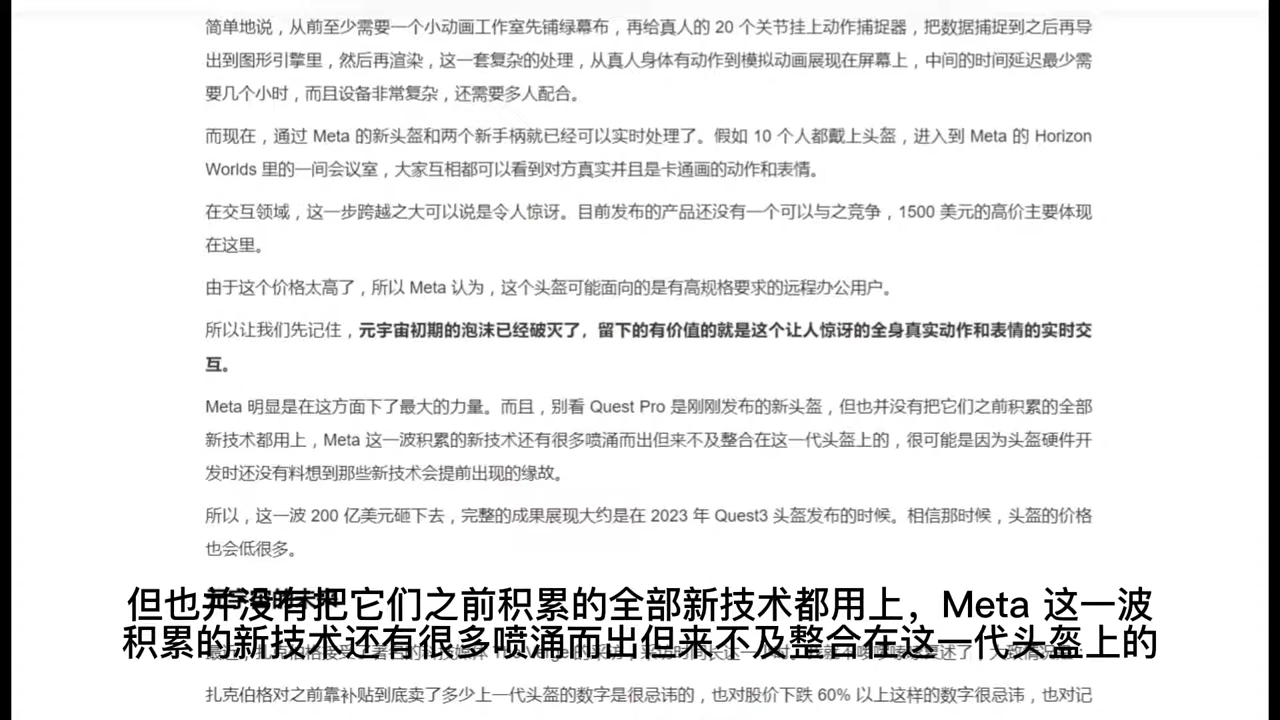 简单地说，从前至少需要一个小动画工作室先铺绿幕布，再给真人的 20 个关节挂上动作捕捉器，把数据捕捉到之后再导
出到图形引擎里，然后再渲染，这一套复杂的处理，从真人身体有动作到模拟动画展现在屏幕上，中间的时间延迟最少需
要几个小时，而且设备非常复杂，还需要多人配合。
而现在，通过 Meta 的新头盔和两个新手柄就已经可以实时处理了。假如 10 个人都戴上头盔，进入到 Meta 的 Horizon
Worlds 里的一间会议室，大家互相都可以看到对方真实并且是卡通画的动作和表情。
在交互领域，这一步跨越之大可以说是令人惊讶。目前发布的产品还没有一个可以与之竞争，1500 美元的高价主要体现
在这里。
由于这个价格太高了，所以 Meta 认为，这个头盔可能面向的是有高规格要求的远程办公用户。
所以让我们先记住，元宇宙初期的泡沫已经破灭了，留下的有价值的就是这个让人惊讶的全身真实动作和表情的实时交
互。
Meta 明显是在这方面下了最大的力量。而且，别看 Quest Pro 是刚刚发布的新头盔，但也并没有把它们之前积累的全部
新技术都用上，Meta 这一波积累的新技术还有很多喷涌而出但来不及整合在这一代头盔上的，很可能是因为头盔硬件开
发时还没有料想到那些新技术会提前出现的缘故。
所以，这一波 200 亿美元砸下去，完整的成果展现大约是在 2023 年 Quest3 头盔发布的时候。相信那时候，头盔的价格
也会低很多。
但也并没有把它们之前积累的全部新技术都用上，Meta 这一波
积累的新技术还有很多喷涌而出但来不及整合在这一代头盔上的
扎克伯格对之前靠补贴到底卖了多少上一代头盔的数字是很忌讳的，也对股价下跌 60% 以上这样的数字很忌讳，也对记